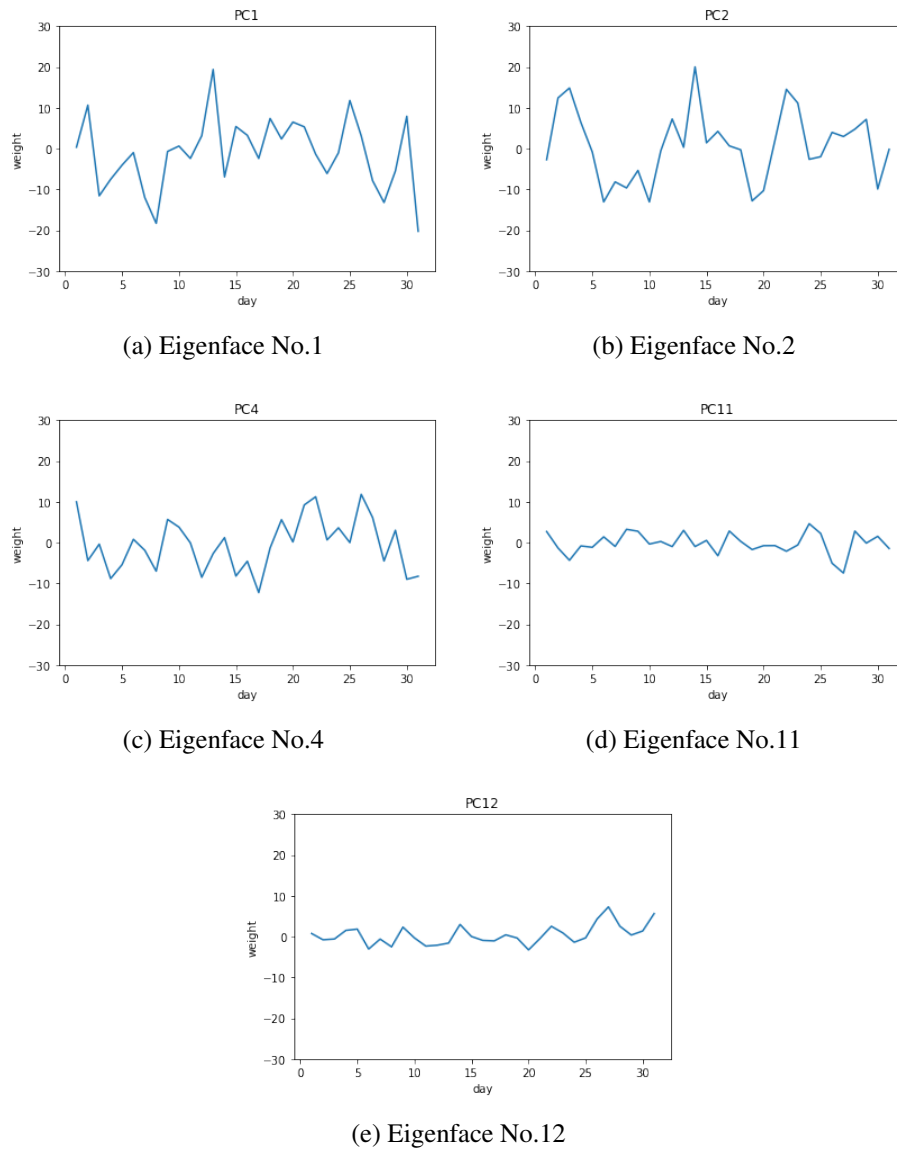 PC1
30
20
10
0
−10
−20
−30
weight
0 5 10 15 20 25 30
day
(a) Eigenface No.1
PC2
30
20
10
0
−10
−20
−30
weight
0 5 10 15 20 25 30
day
(b) Eigenface No.2
PC4
30
20
10
0
−10
−20
−30
weight
0 5 10 15 20 25 30
day
(c) Eigenface No.4
PC11
30
20
10
0
−10
−20
−30
weight
0 5 10 15 20 25 30
day
(d) Eigenface No.11
PC12
30
20
10
0
−10
−20
−30
weight
0 5 10 15 20 25 30
day
(e) Eigenface No.12